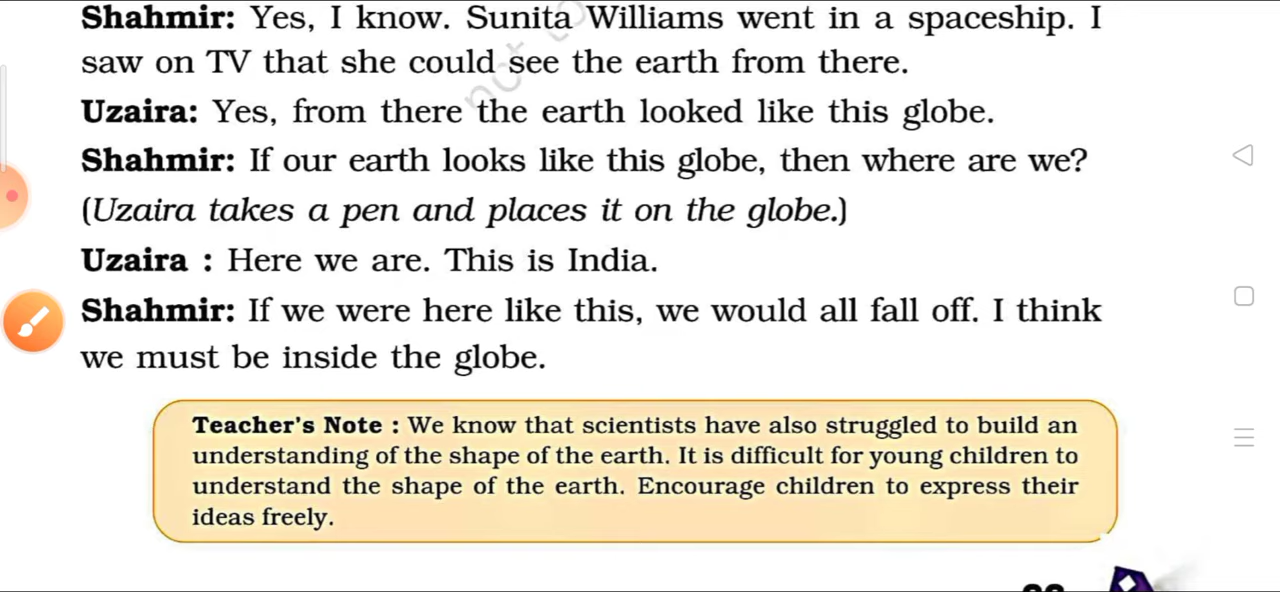 Shahmir: Yes, I know. Sunita Williams went in a spaceship. I
saw on TV that she could see the earth from there.
Uzaira: Yes, from there the earth looked like this globe.
Shahmir: If our earth looks like this globe, then where are we?
(Uzaira takes a pen and places it on the globe.)
Uzaira : Here we are. This is India.
Shahmir: If we were here like this, we would all fall off. I think
we must be inside the globe.
Teacher's Note : We know that scientists have also struggled to build an
understanding of the shape of the earth. It is difficult for young children to
understand the shape of the earth. Encourage children to express their
ideas freely.